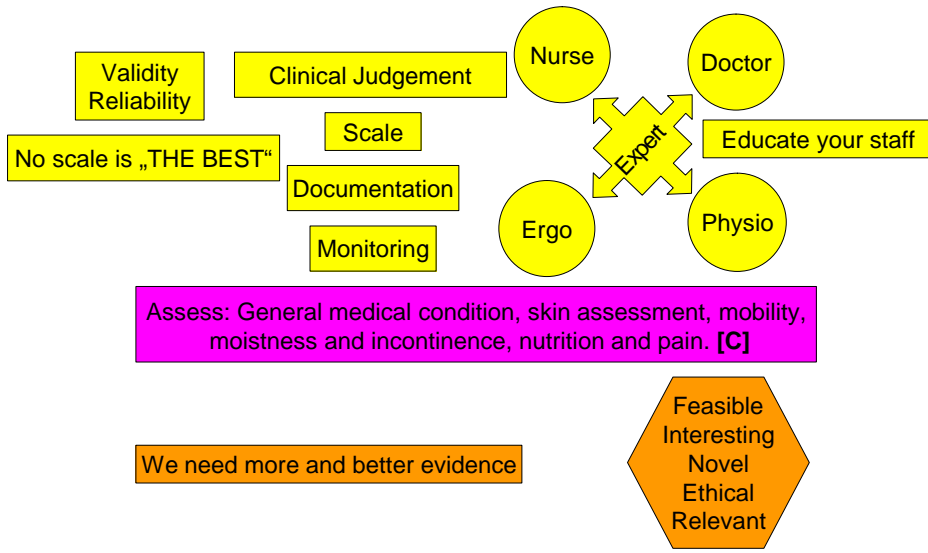 Validity
Reliability
No scale is „THE BEST“
Clinical Judgement
Scale
Documentation
Monitoring
Nurse
Doctor
Expert
Ergo
Physio
Educate your staff
Assess: General medical condition, skin assessment, mobility,
moistness and incontinence, nutrition and pain. [C]
We need more and better evidence
Feasible
Interesting
Novel
Ethical
Relevant